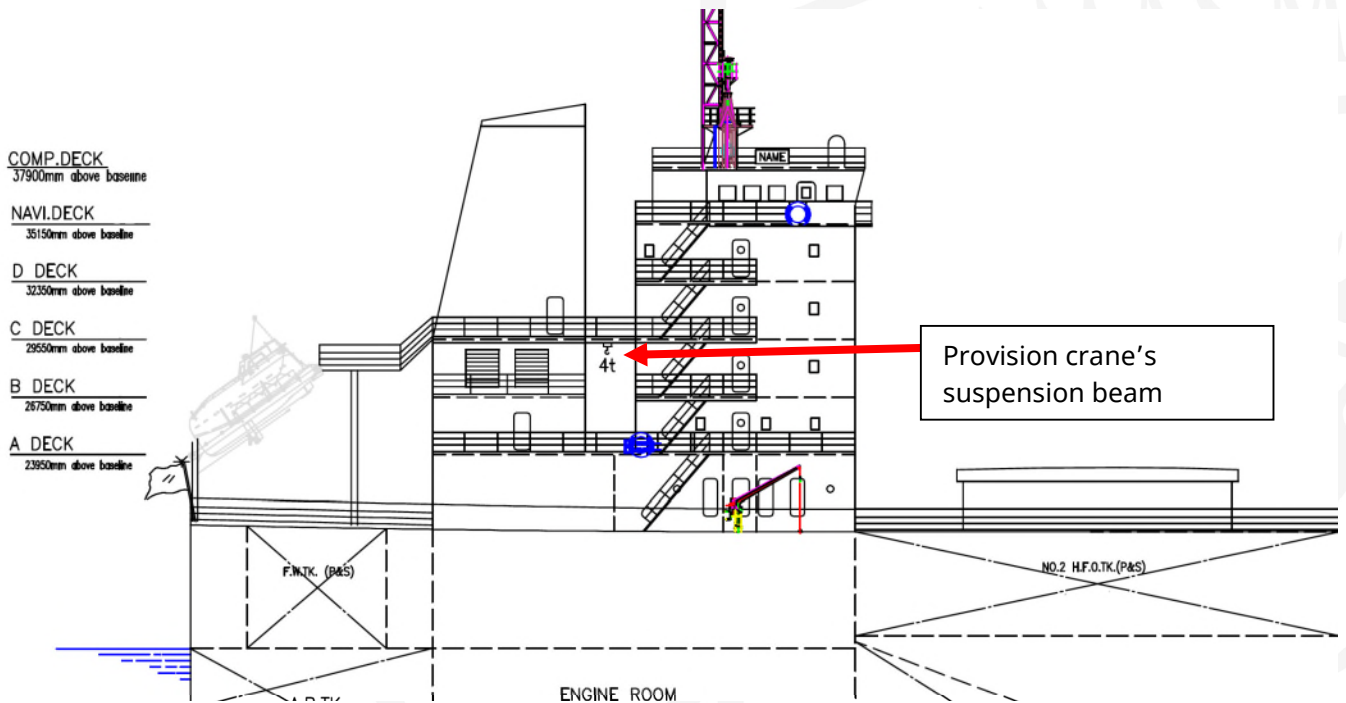 NAME
COMP.DECK
37900mm above baseline
NAVI.DECK
35150mm above baseline
D DECK
32350mm above baseline
C DECK
29550mm above baseline
4t
Provision crane's
suspension beam
B DECK
26750mm above baseline
A DECK
23950mm above baseline
F.W.TK. (P&S)
NO.2 H.F.O.TK.(P&S)
ENGINE ROOM